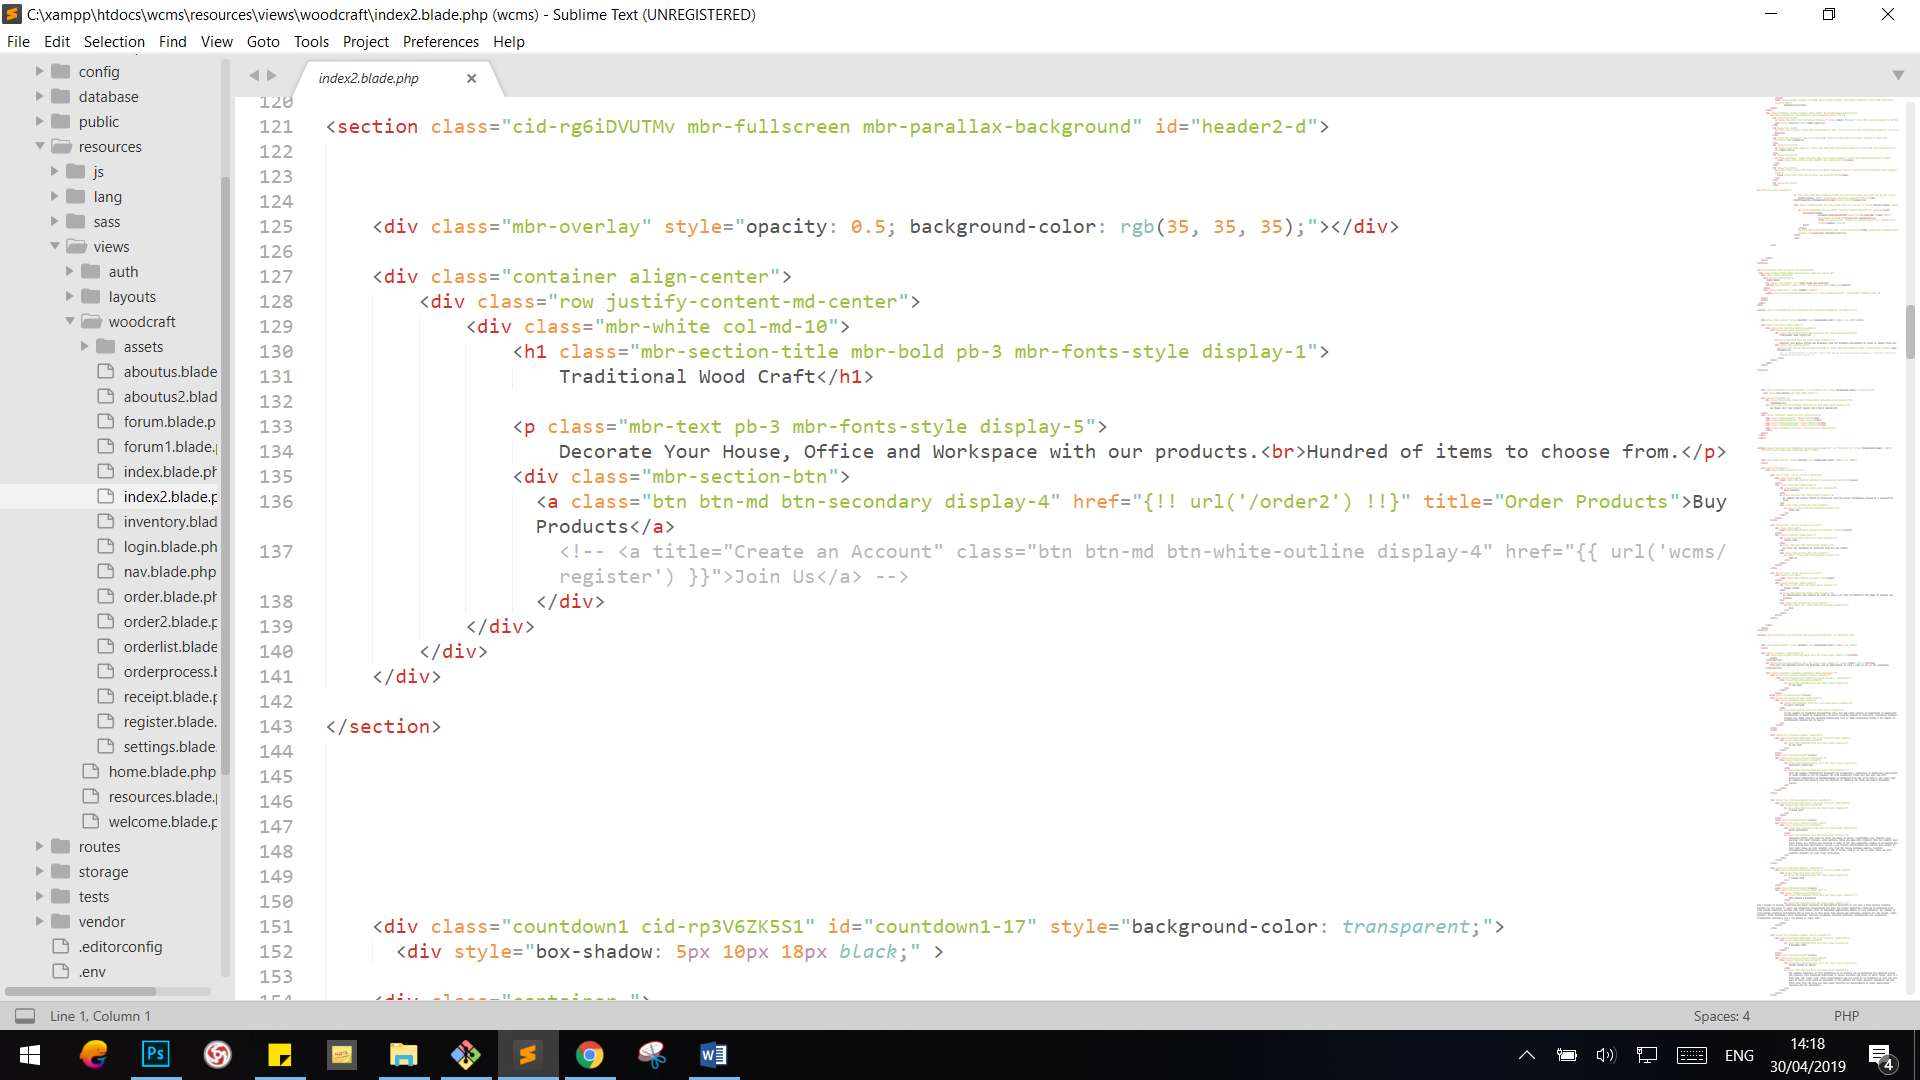 C:\xampp\htdocs\wcms\resources\views\woodcraft\index2.blade.php (wcms) - Sublime Text (UNREGISTERED)
File Edit Selection Find View Goto Tools Project Preferences Help
config
database
public
resources
js
lang
sass
views
auth
layouts
woodcraft
assets
aboutus.blade
aboutus2.blad
forum.blade.p
forum1.blade.
index.blade.ph
index2.blade.p
inventory.blad
login.blade.ph
nav.blade.php
order.blade.ph
order2.blade.p
orderlist.blade
orderprocess.b
receipt.blade.p
register.blade.
settings.blade.
home.blade.php
resources.blade.p
welcome.blade.p
routes
storage
tests
vendor
.editorconfig
.env
index2.blade.php
120
121 <section class="cid-rg6iDVUTMv mbr-fullscreen mbr-parallax-background" id="header2-d">
122
123
124
125 <div class="mbr-overlay" style="opacity: 0.5; background-color: rgb(35, 35, 35);"></div>
126
127 <div class="container align-center">
128 <div class="row justify-content-md-center">
129 <div class="mbr-white col-md-10">
130 <h1 class="mbr-section-title mbr-bold pb-3 mbr-fonts-style display-1">
131 Traditional Wood Craft</h1>
132
133 <p class="mbr-text pb-3 mbr-fonts-style display-5">
134 Decorate Your House, Office and Workspace with our products.<br>Hundred of items to choose from.</p>
135 <div class="mbr-section-btn">
136 <a class="btn btn-md btn-secondary display-4" href="{!! url('/order2') !!}" title="Order Products">Buy
Products</a>
137 <!-- <a title="Create an Account" class="btn btn-md btn-white-outline display-4" href="{{ url('wcms/
register') }}">Join Us</a> -->
138 </div>
139 </div>
140 </div>
141 </div>
142
143 </section>
144
145
146
147
148
149
150
151 <div class="countdown1 cid-rp3V6ZK5S1" id="countdown1-17" style="background-color: transparent;">
152 <div style="box-shadow: 5px 10px 18px black;" >
153
154 <div class="container ">
Line 1, Column 1
Spaces: 4
PHP
Ps
ENG
14:18
30/04/2019
4